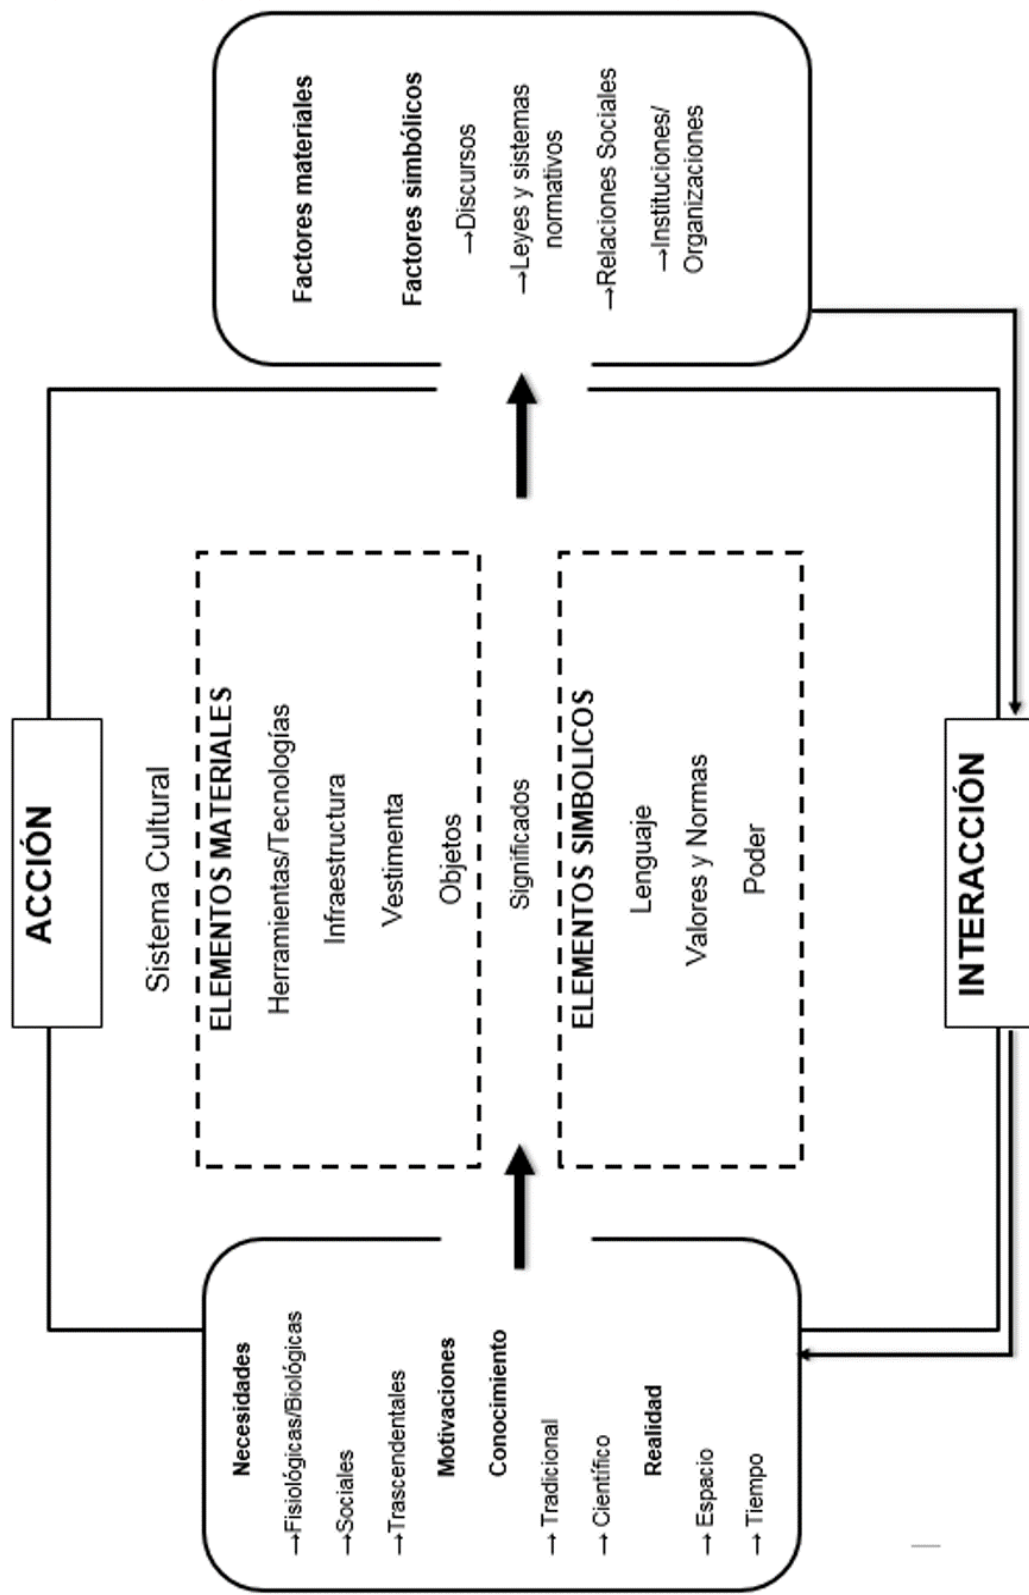 ACCIÓN
Necesidades
→Fisiológicas/Biológicas
→Sociales
→Trascendentales
Motivaciones
Conocimiento
→Tradicional
→Científico
Realidad
→Espacio
→Tiempo
Sistema Cultural
ELEMENTOS MATERIALES
Herramientas/Tecnologías
Infraestructura
Vestimenta
Objetos
Significados
ELEMENTOS SIMBOLICOS
Lenguaje
Valores y Normas
Poder
Factores materiales
Factores simbólicos
→Discursos
→Leyes y sistemas
normativos
→Relaciones Sociales
→Instituciones/
Organizaciones
INTERACCIÓN